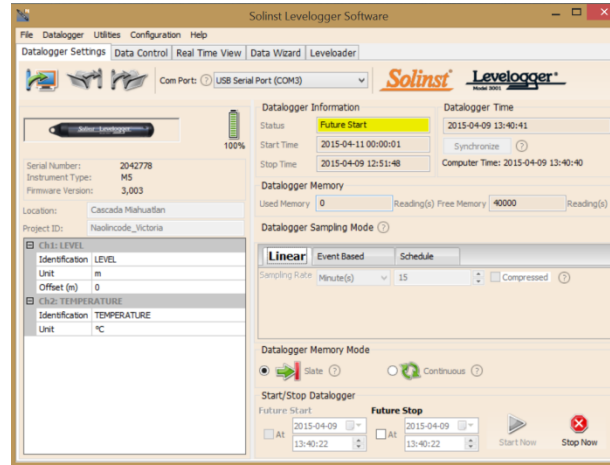 Solinst Levelogger Software
File Datalogger Utilities Configuration Help
Datalogger Settings Data Control Real Time View Data Wizard Leveloader
Com Port: USB Serial Port (COM3)
Solinst Levelogger
Model 3001
100%
Serial Number: 2042778
Instrument Type: M5
Firmware Version: 3,003
Location: Cascada Mahuatlan
Project ID: Naolincode_Victoria
Ch1: LEVEL
Identification LEVEL
Unit m
Offset (m) 0
Ch2: TEMPERATURE
Identification TEMPERATURE
Unit ºC
Datalogger Information
Status Future Start
Start Time 2015-04-11 00:00:01
Stop Time 2015-04-09 12:51:48
Datalogger Time
2015-04-09 13:40:41
Synchronize
Computer Time: 2015-04-09 13:40:40
Datalogger Memory
Used Memory 0 Reading(s) Free Memory 40000 Reading(s)
Datalogger Sampling Mode
Linear Event Based Schedule
Sampling Rate Minute(s) 15 Compressed
Datalogger Memory Mode
Slate Continuous
Start/Stop Datalogger
Future Start Future Stop
At 2015-04-09 At 2015-04-09
13:40:22 13:40:22
Start Now Stop Now